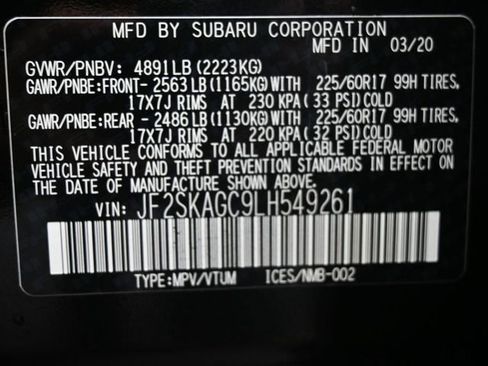 MFD BY SUBARU CORPORATION
MFD IN 03/20
GVWR/PNBV: 4891LB (2223KG)
GAWR/PNBE:FRONT- 2563LB(1165KG)WITH 225/60R17 99H TIRES,
17X7J RIMS AT 230 KPA(33 PSI)COLD
GAWR/PNBE:REAR - 2486LB(1130KG)WITH 225/60R17 99H TIRES,
17X7J RIMS AT 220 KPA(32 PSI)COLD
THIS VEHICLE CONFORMS TO ALL APPLICABLE FEDERAL MOTOR
VEHICLE SAFETY AND THEFT PREVENTION STANDARDS IN EFFECT
ON THE DATE OF MANUFACTURE SHOWN ABOVE.
VIN: JF2SKAGC9LH549261
TYPE:MPV/VTUM ICES/NMB-002